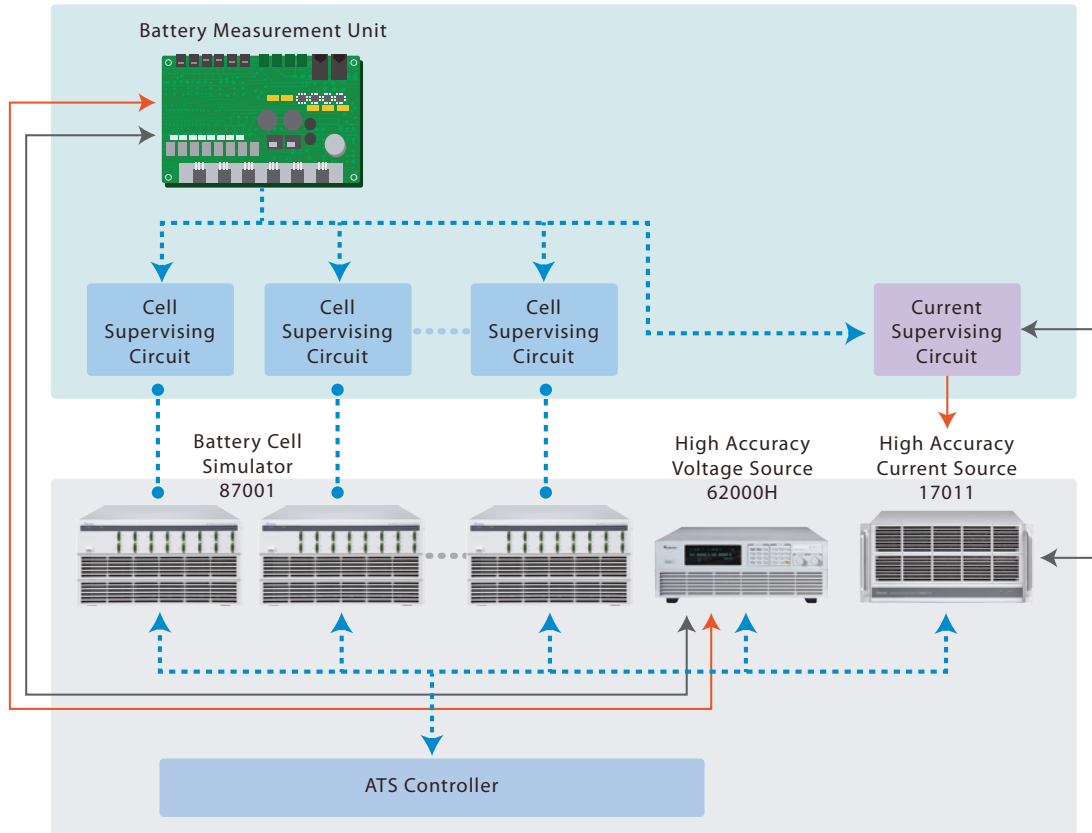 Battery Measurement Unit
Cell
Supervising
Circuit
Cell
Supervising
Circuit
Cell
Supervising
Circuit
Current
Supervising
Circuit
Battery Cell
Simulator
87001
High Accuracy
Voltage Source
62000H
High Accuracy
Current Source
17011
ATS Controller